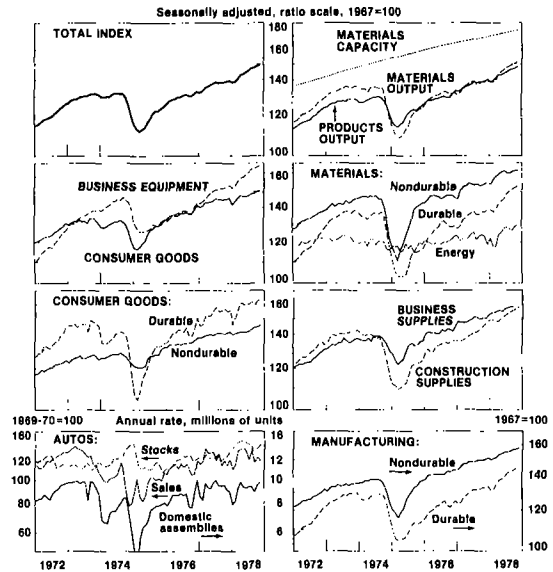 Seasonally adjusted, ratio scale, 1967=100
TOTAL INDEX
180
MATERIALS
CAPACITY
MATERIALS
OUTPUT
PRODUCTS
OUTPUT
140
120
100
BUSINESS EQUIPMENT
CONSUMER GOODS
MATERIALS:
Nondurable
Durable
Energy
160
140
120
100
CONSUMER GOODS:
Durable
Nondurable
BUSINESS
SUPPLIES
CONSTRUCTION
SUPPLIES
160
140
120
100
1969-70=100
Annual rate, millions of units
1967=100
AUTOS:
Stocks
Sales
Domestic
assemblies
160
120
100
80
60
16
12
10
8
6
MANUFACTURING:
Nondurable
Durable
160
140
120
100
1972
1974
1976
1978
1972
1974
1976
1978